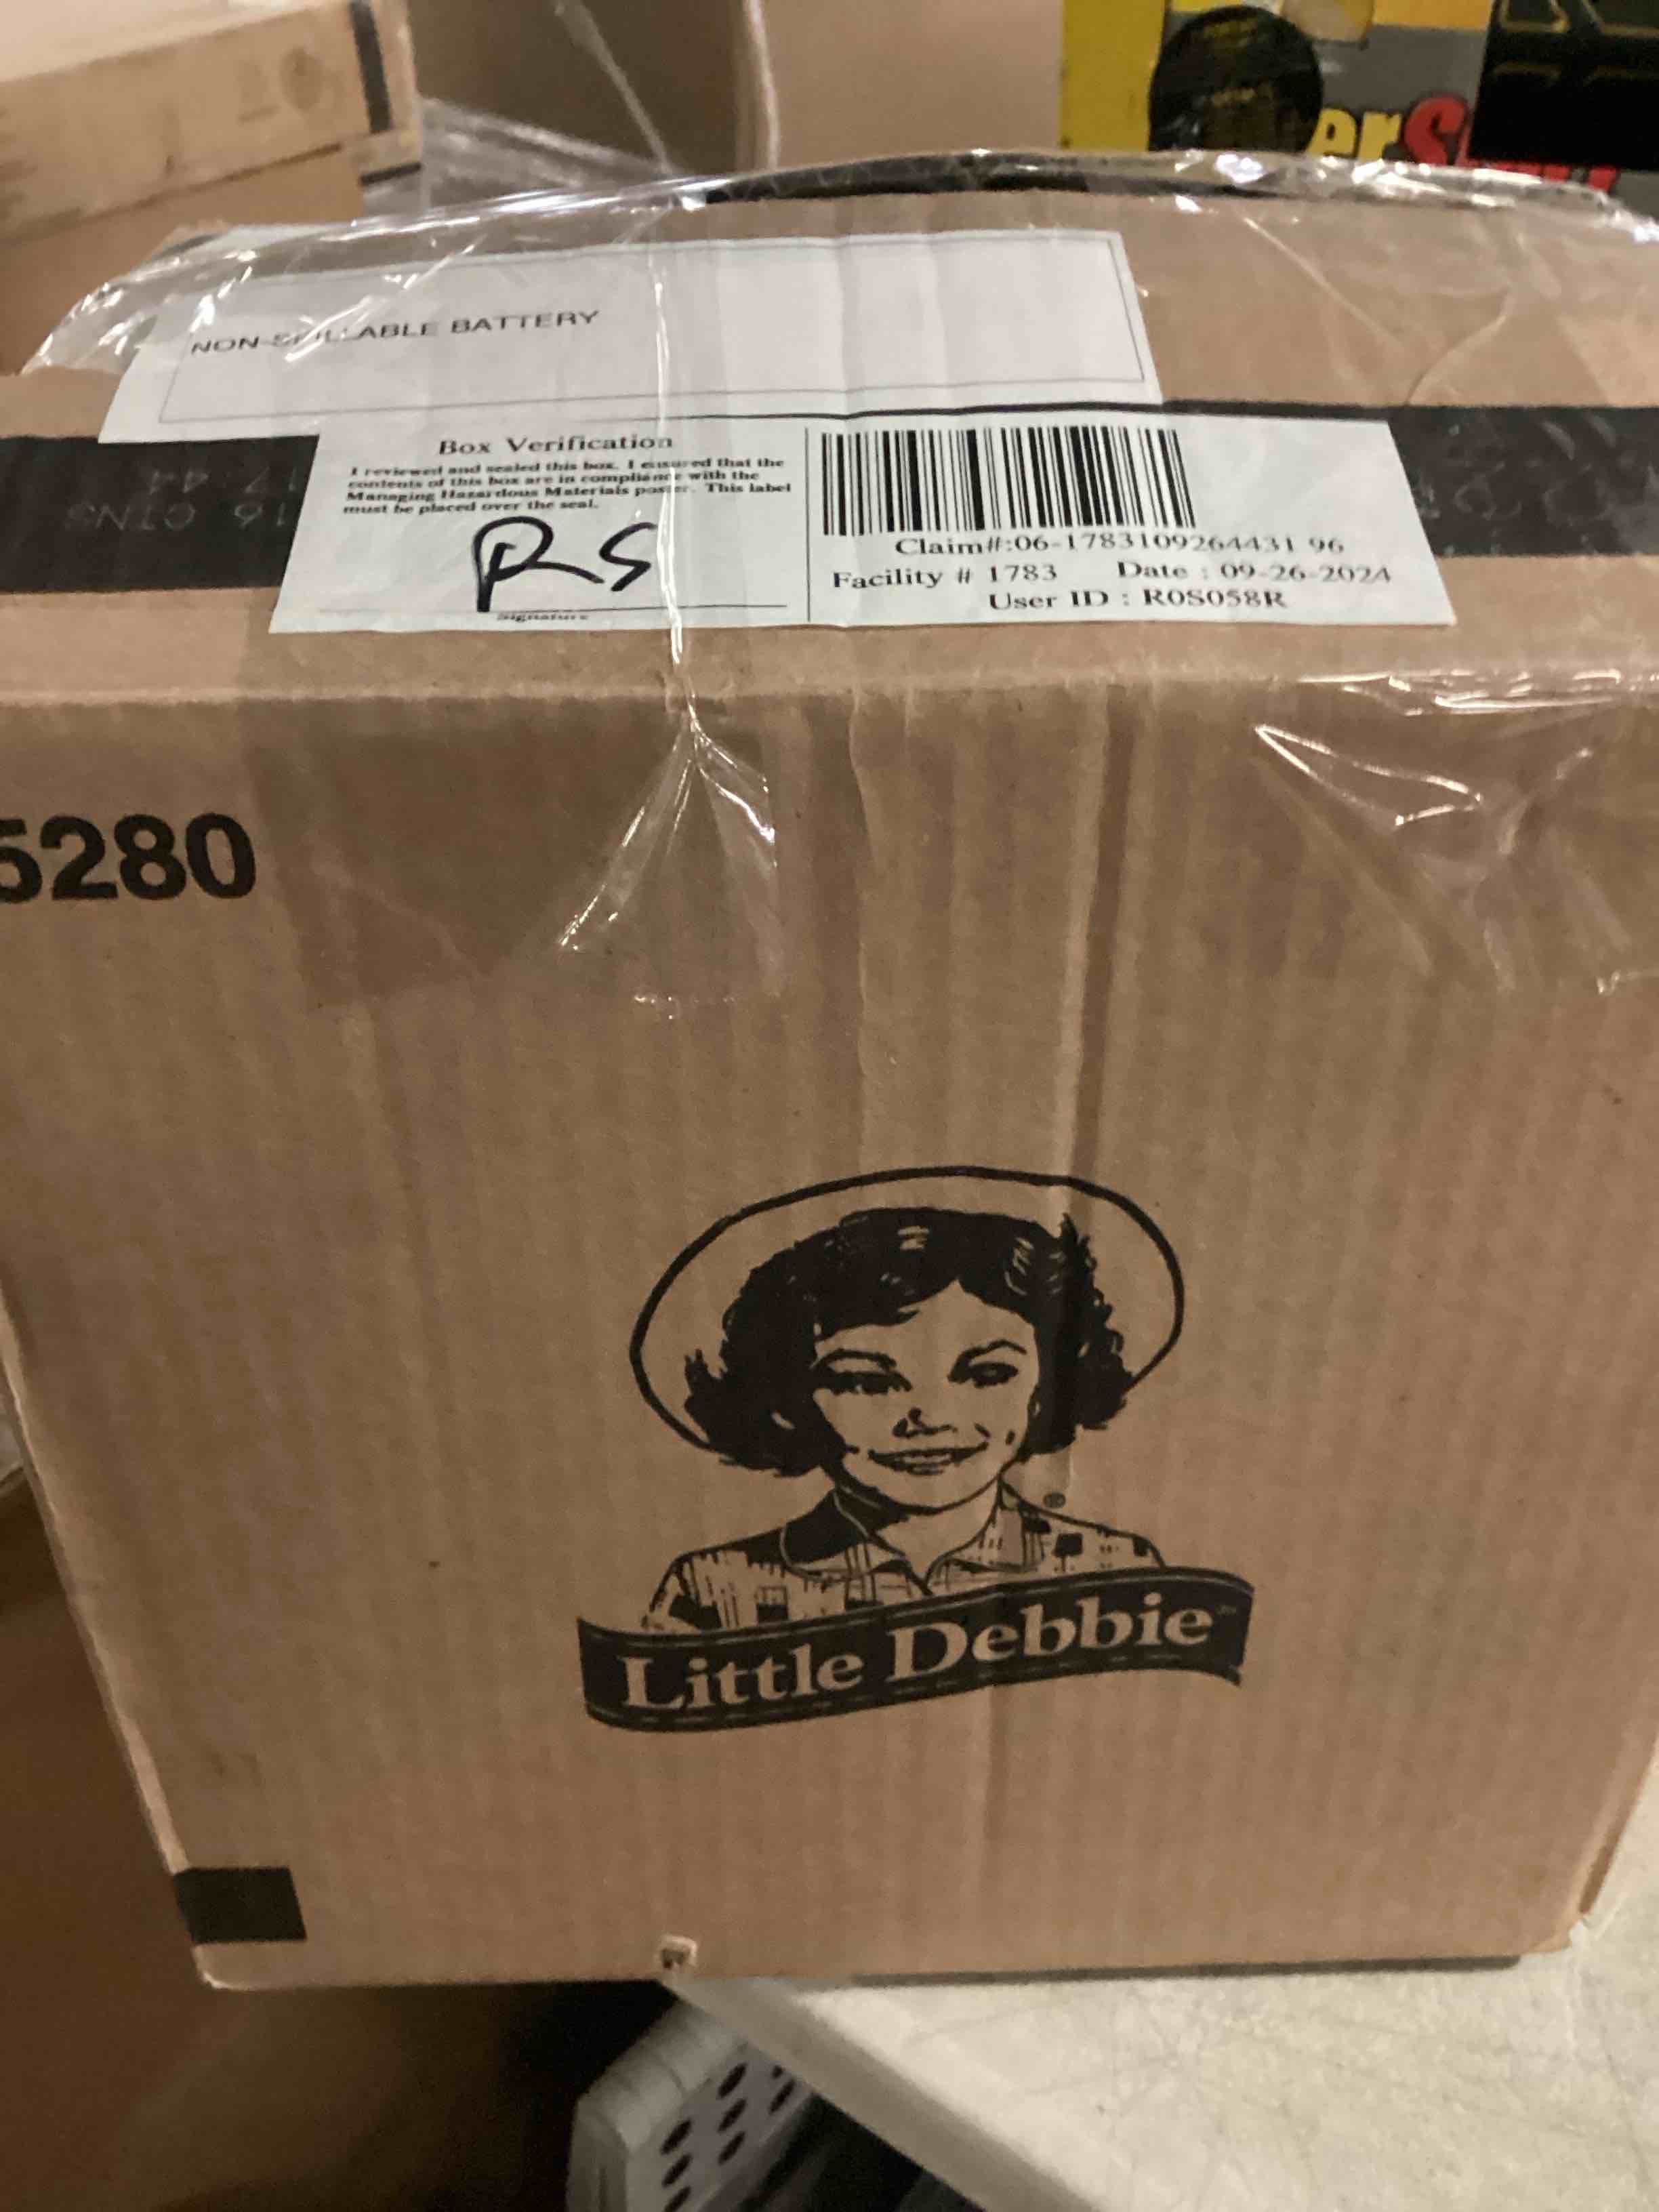 erS
NON-SPILLABLE BATTERY
Box Verification
I reviewed and sealed this box. I ensured that the
contents of this box are in compliance with the
Managing Hazardous Materials poster. This label
must be placed over the seal.
RS
Signature
Claim#:06-1783109264431 96
Facility # 1783 Date : 09-26-2024
User ID : R0S058R
5280
®
Little Debbie™